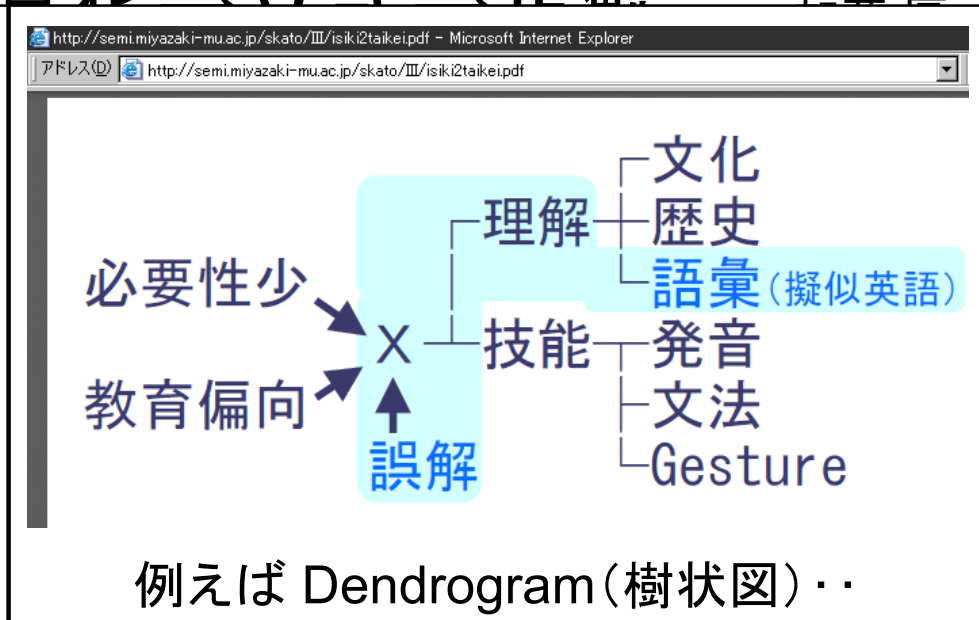 http://semi.miyazaki-mu.ac.jp/skato/Ⅲ/isiki2taikei.pdf - Microsoft Internet Explorer
アドレス(D) http://semi.miyazaki-mu.ac.jp/skato/Ⅲ/isiki2taikei.pdf
文化
理解 歴史
必要性少 語彙(擬似英語)
X 技能 発音
教育偏向 文法
誤解 Gesture
例えば Dendrogram(樹状図)・・